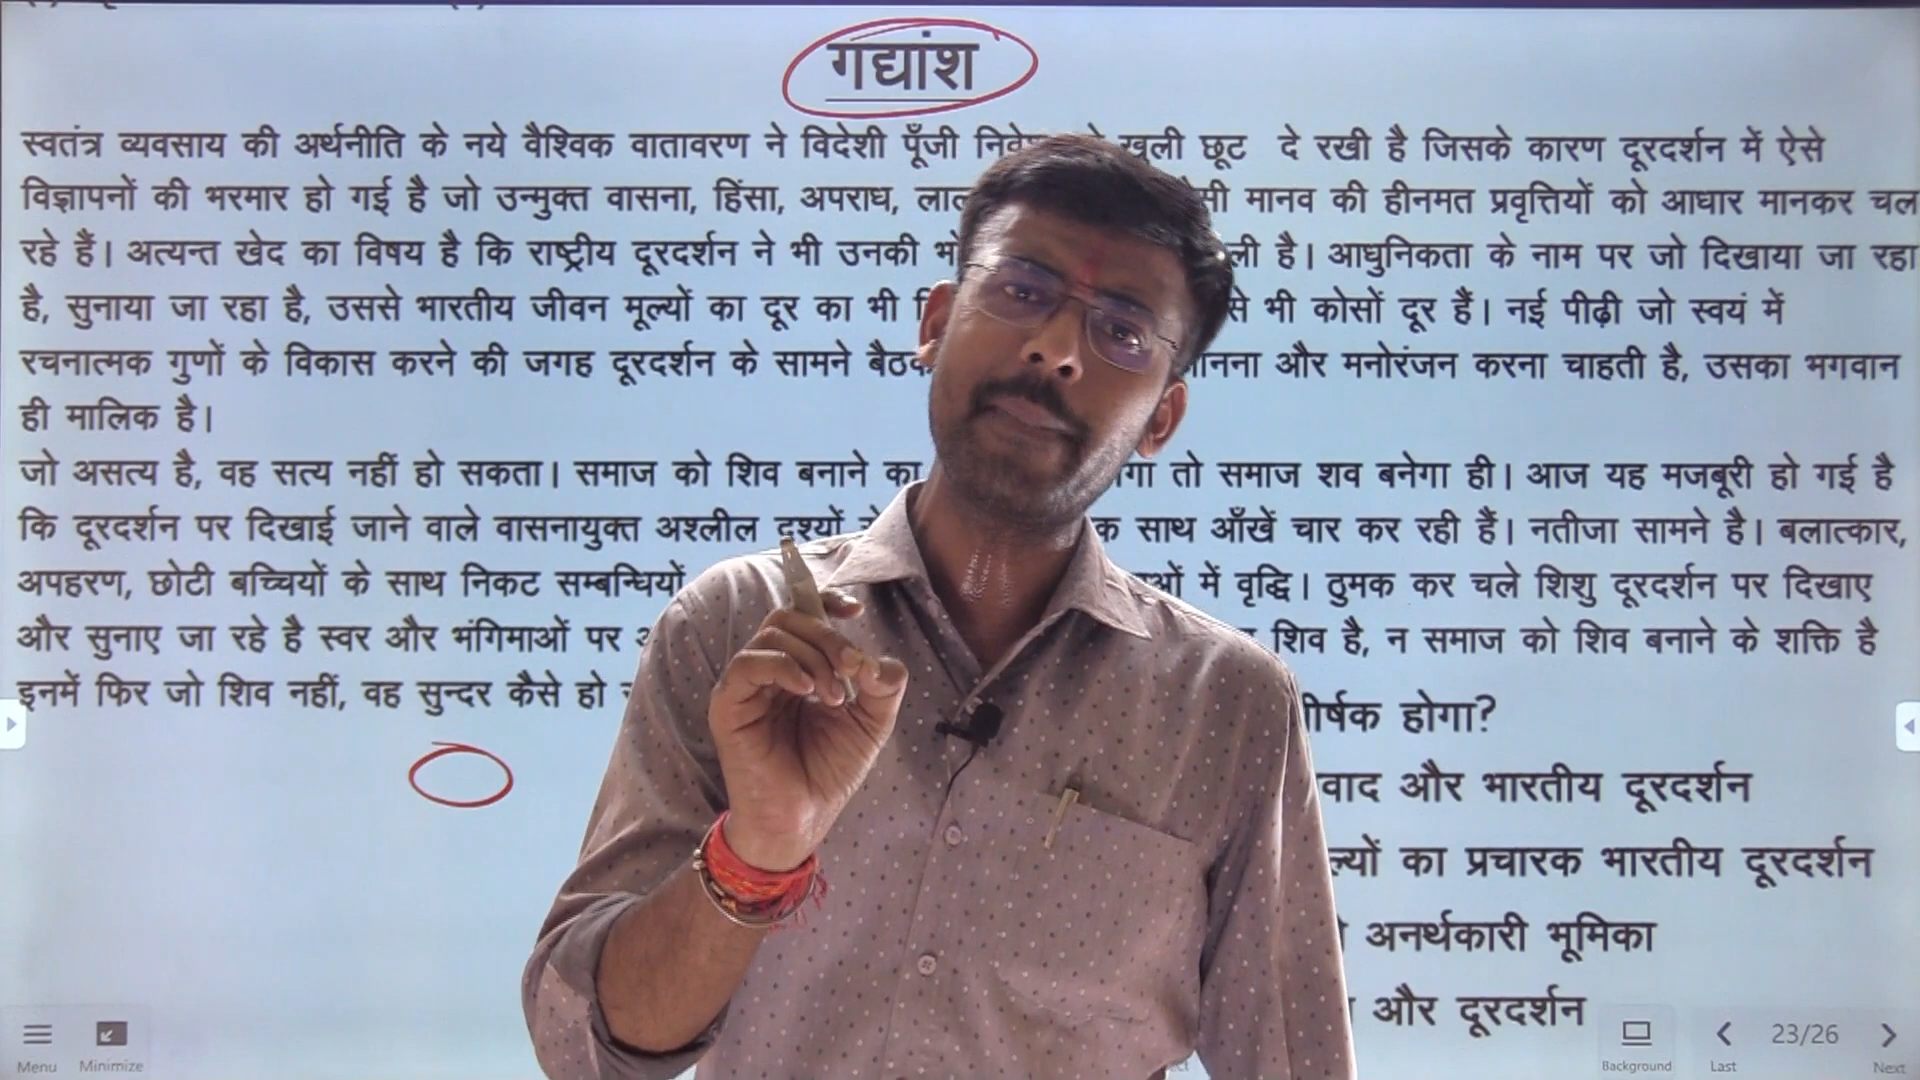 गद्यांश
स्वतंत्र व्यवसाय की अर्थनीति के नये वैश्विक वातावरण ने विदेशी पूँजी खुली छूट दे रखी है जिसके कारण दूरदर्शन में ऐसे
विज्ञापनों की भरमार हो गई है जो उन्मुक्त वासना, हिंसा, अपराध, मानव की हीनमत प्रवृत्तियों को आधार मानकर चल
रहे हैं। अत्यन्त खेद का विषय है कि राष्ट्रीय दूरदर्शन ने भी उनकी ली है। आधुनिकता के नाम पर जो दिखाया जा रहा
है, सुनाया जा रहा है, उससे भारतीय जीवन मूल्यों का दूर का भी से भी कोसों दूर हैं। नई पीढ़ी जो स्वयं में
रचनात्मक गुणों के विकास करने की जगह दूरदर्शन के सामने और मनोरंजन करना चाहती है, उसका भगवान
ही मालिक है।
जो असत्य है, वह सत्य नहीं हो सकता। समाज को शिव बनाने का तो समाज शव बनेगा ही। आज यह मजबूरी हो गई है
कि दूरदर्शन पर दिखाई जाने वाले वासनायुक्त अश्लील दृश्यों साथ आँखें चार कर रही हैं। नतीजा सामने है। बलात्कार,
अपहरण, छोटी बच्चियों के साथ निकट सम्बन्धियों में वृद्धि। ठुमक कर चले शिशु दूरदर्शन पर दिखाए
और सुनाए जा रहे है स्वर और भंगिमाओं पर शिव है, न समाज को शिव बनाने के शक्ति है
इनमें फिर जो शिव नहीं, वह सुन्दर कैसे हो
होगा?
और भारतीय दूरदर्शन
का प्रचारक भारतीय दूरदर्शन
अनर्थकारी भूमिका
और दूरदर्शन
Menu Minimize Background Last 23/26 Next